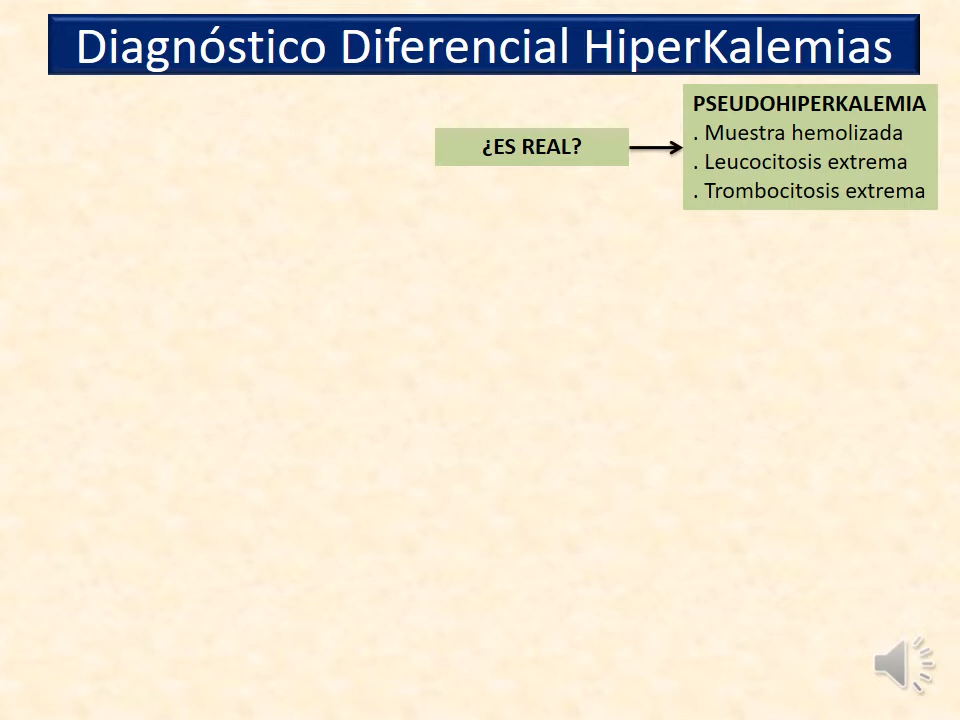 Diagnóstico Diferencial HiperKalemias
¿ES REAL?
PSEUDOHIPERKALEMIA
. Muestra hemolizada
. Leucocitosis extrema
. Trombocitosis extrema